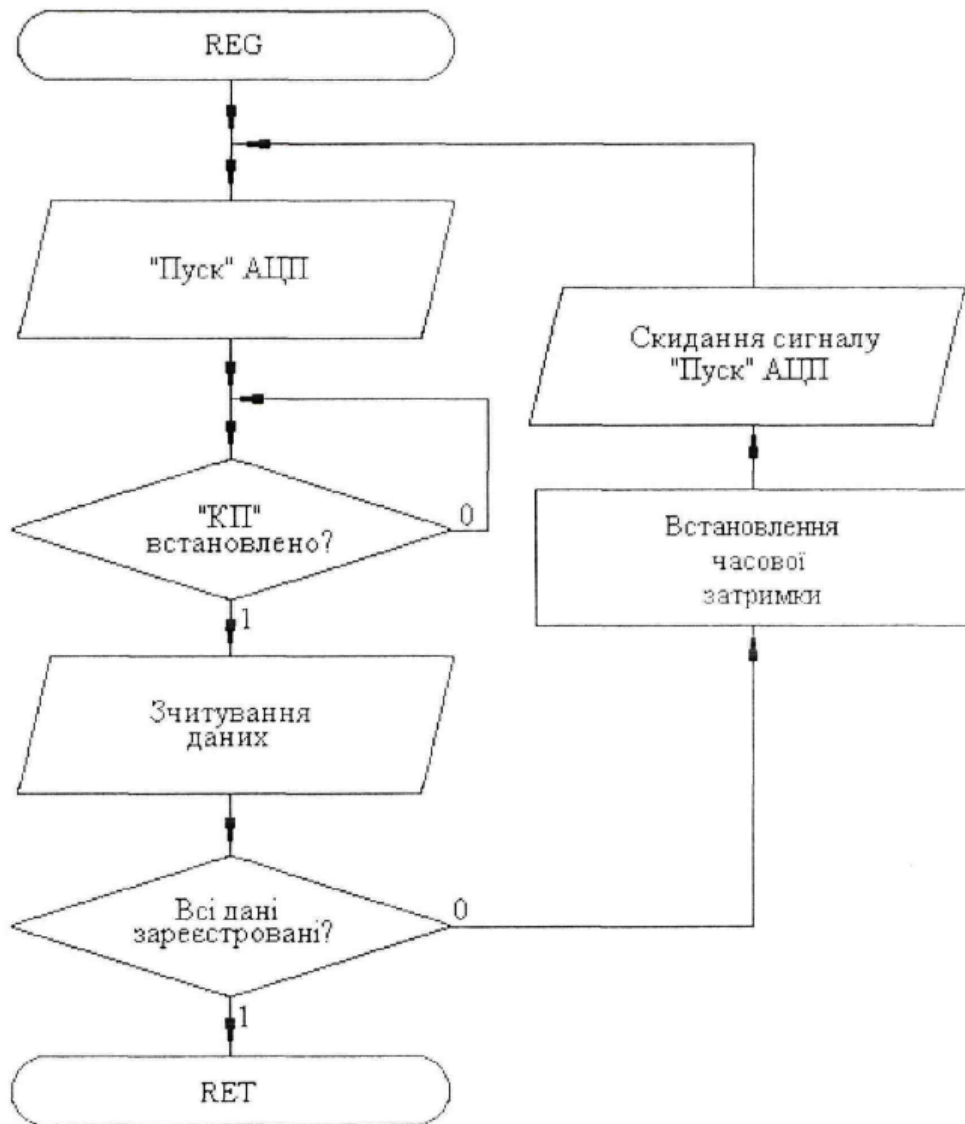 REG
"Пуск" АЦП
"КП"
встановлено?
0
1
Зчитування
даних
Всі дані
зареєстровані?
0
1
RET
Встановлення
часової
затримки
Скидання сигналу
"Пуск" АЦП